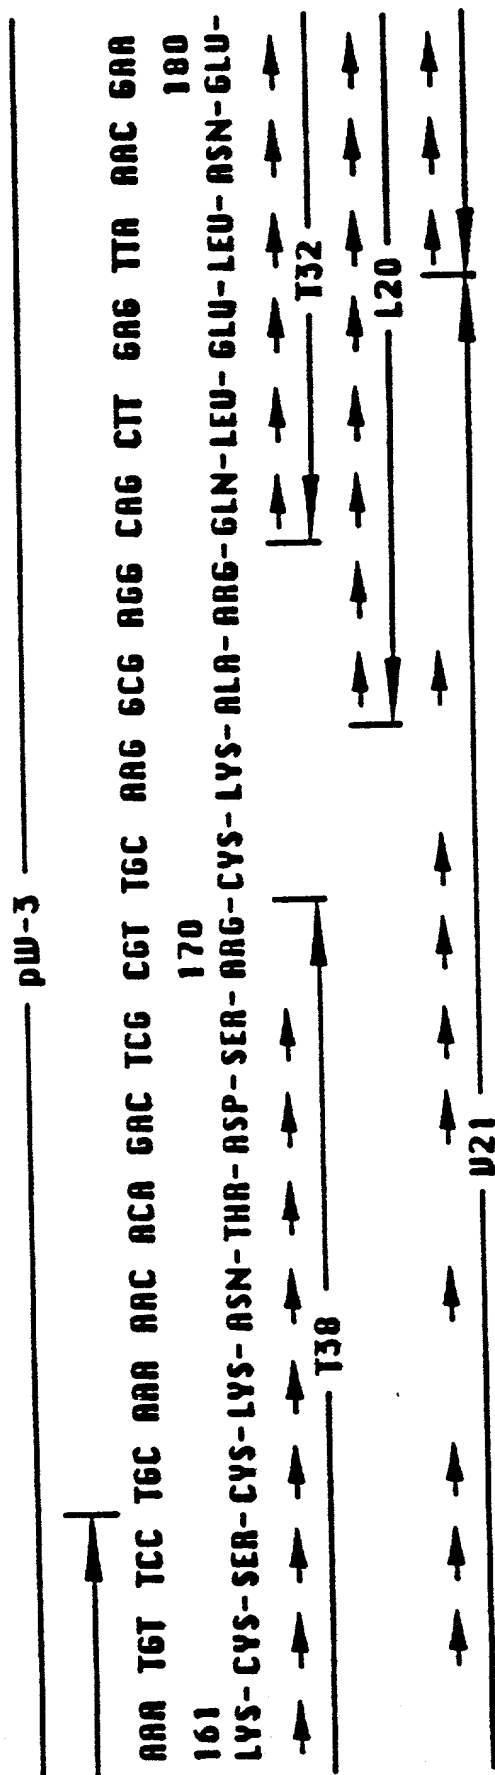 pW-3
AAA TGT TCC TGC AAA AAC ACA GAC TCG CGT TGC AAG GCG AGG CAG CTT GAG TTA AAC GAA
161 170 180
LYS-CYS-SER-CYS-LYS-ASN-THR-ASP-SER-ARG-CYS-LYS-ALA-ARG-GLN-LEU-GLU-LEU-ASN-GLU-
T38 T32
L20
V21